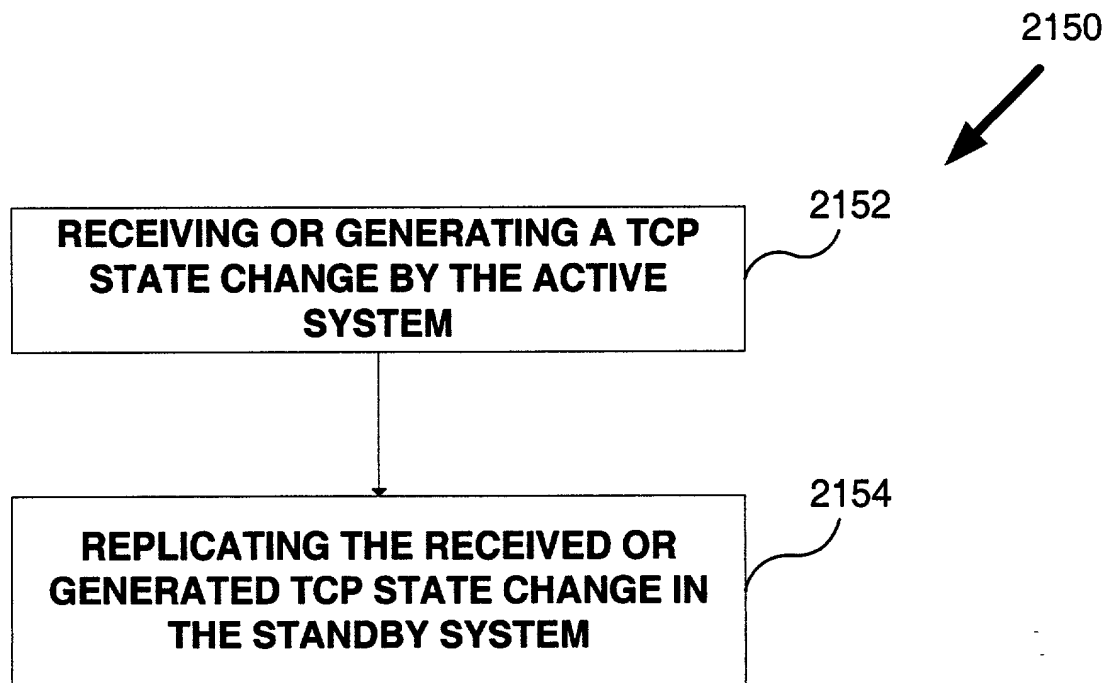 2150
2152
RECEIVING OR GENERATING A TCP
STATE CHANGE BY THE ACTIVE
SYSTEM
2154
REPLICATING THE RECEIVED OR
GENERATED TCP STATE CHANGE IN
THE STANDBY SYSTEM